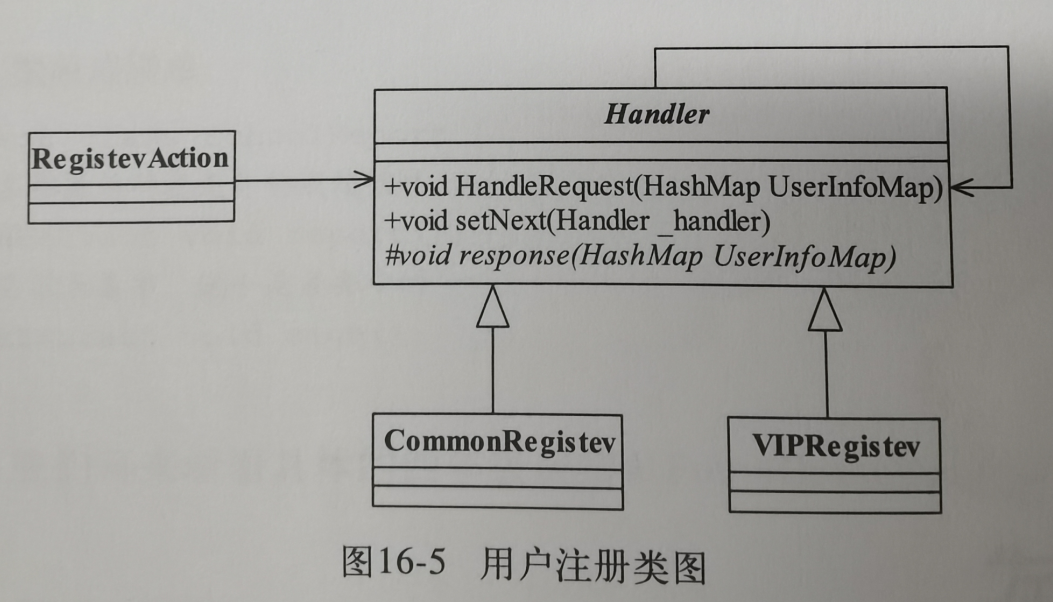 Handler
RegistevAction
+void HandleRequest(HashMap UserInfoMap)
+void setNext(Handler _handler)
#void response(HashMap UserInfoMap)
CommonRegistev
VIPRegistev
图16-5 用户注册类图